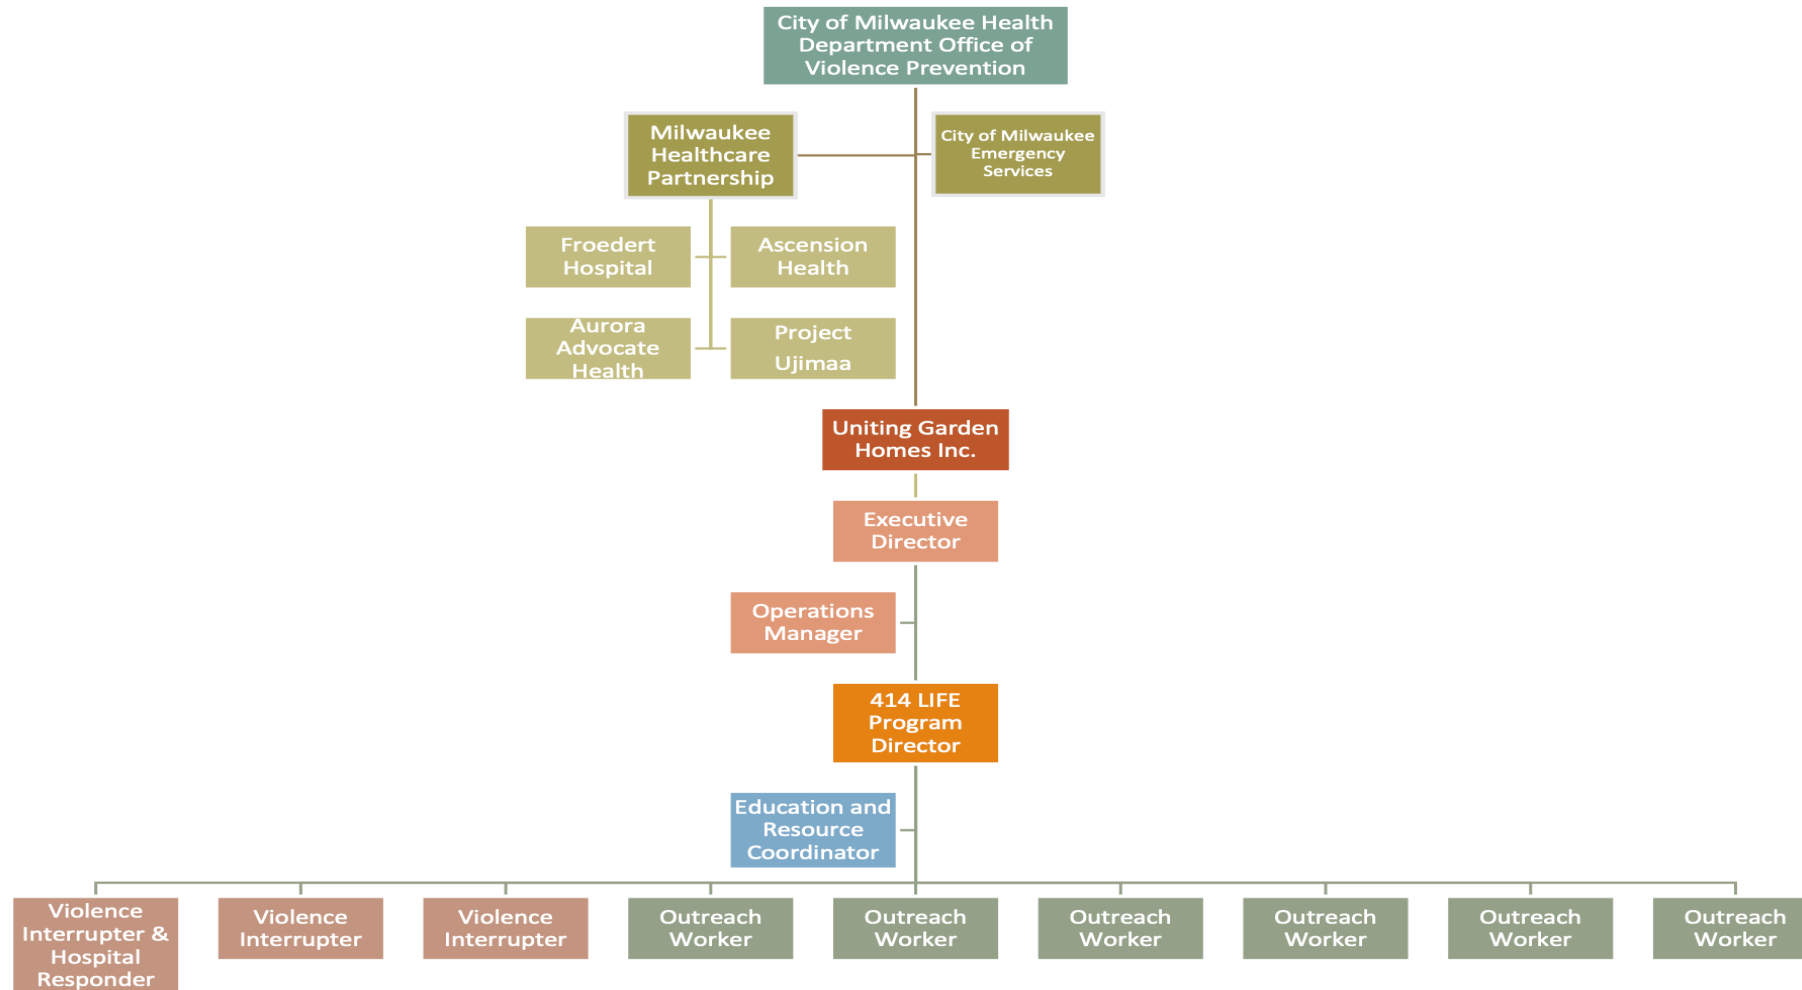 City of Milwaukee Health
Department Office of
Violence Prevention
Milwaukee
Healthcare
Partnership
City of Milwaukee
Emergency
Services
Froedert
Hospital
Ascension
Health
Aurora
Advocate
Health
Project
Ujimaa
Uniting Garden
Homes Inc.
Executive
Director
Operations
Manager
414 LIFE
Program
Director
Education and
Resource
Coordinator
Violence
Interrupter &
Hospital
Responder
Violence
Interrupter
Violence
Interrupter
Outreach
Worker
Outreach
Worker
Outreach
Worker
Outreach
Worker
Outreach
Worker
Outreach
Worker